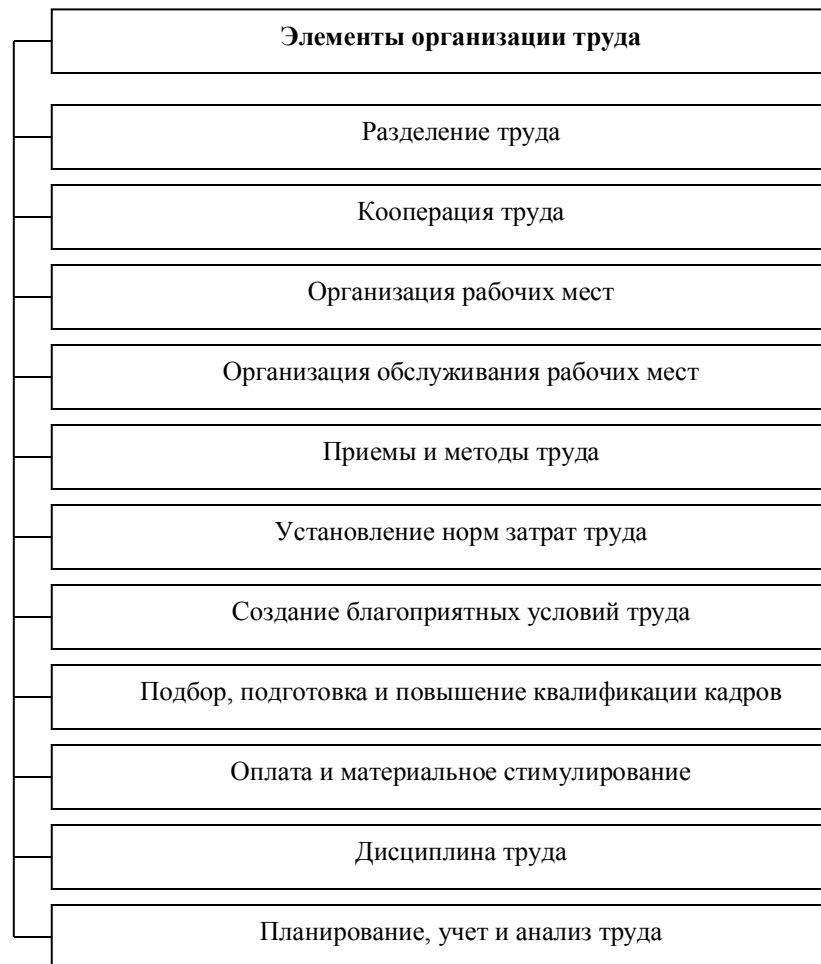 Элементы организации труда
Разделение труда
Кооперация труда
Организация рабочих мест
Организация обслуживания рабочих мест
Приемы и методы труда
Установление норм затрат труда
Создание благоприятных условий труда
Подбор, подготовка и повышение квалификации кадров
Оплата и материальное стимулирование
Дисциплина труда
Планирование, учет и анализ труда